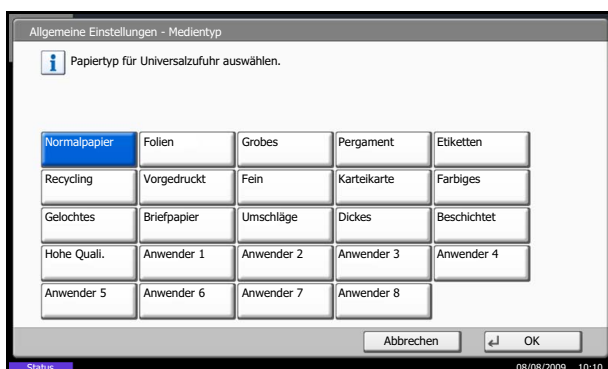 Allgemeine Einstellungen - Medientyp
Papiertyp für Universalzufuhr auswählen.
Normalpapier Folien Grobes Pergament Etiketten
Recycling Vorgedruckt Fein Karteikarte Farbiges
Gelochtes Briefpapier Umschläge Dickes Beschichtet
Hohe Quali. Anwender 1 Anwender 2 Anwender 3 Anwender 4
Anwender 5 Anwender 6 Anwender 7 Anwender 8
Abbrechen OK
Status 08/08/2009 10:10